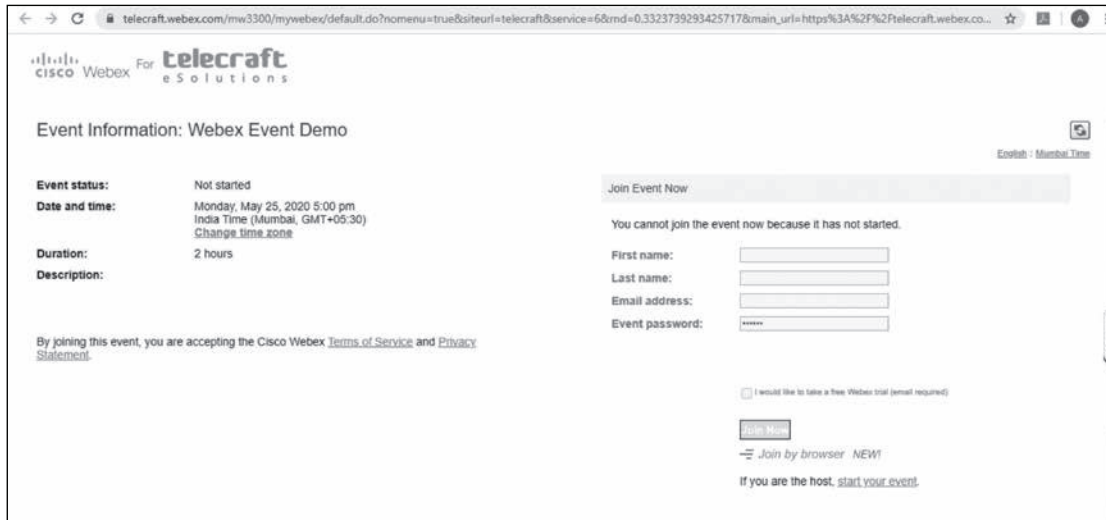 telecraft.webex.com/mw3300/mywebex/default.do?nomenu=true&siteurl=telecraft&service=6&rnd=0.3323739293425717&main_url=https%3A%2F%2Ftelecraft.webex.co...
A
CISCO Webex For telecraft
eSolutions
Event Information: Webex Event Demo
English : Mumbai Time
Event status: Not started
Date and time: Monday, May 25, 2020 5:00 pm
India Time (Mumbai, GMT+05:30)
Change time zone
Duration: 2 hours
Description:
By joining this event, you are accepting the Cisco Webex Terms of Service and Privacy
Statement.
Join Event Now
You cannot join the event now because it has not started.
First name:
Last name:
Email address:
Event password: ••••••
I would like to take a free Webex trial (email required)
Join Now
Join by browser NEW!
If you are the host, start your event.